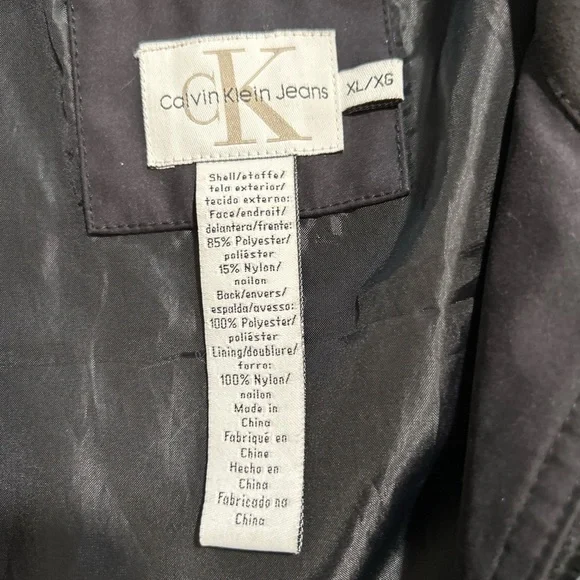 CK
Calvin Klein Jeans
XL/XG
Shell/etoffe/
tela exterior/
tecido externo:
Face/endroit/
delantera/frente:
85% Polyester/
poliéster
15% Nylon/
nailon
Back/envers/
espalda/avesso:
100% Polyester/
poliéster
Lining/doublure/
forro:
100% Nylon/
nailon
Made in
China
Fabriqué en
Chine
Hecho en
China
Fabricado na
China